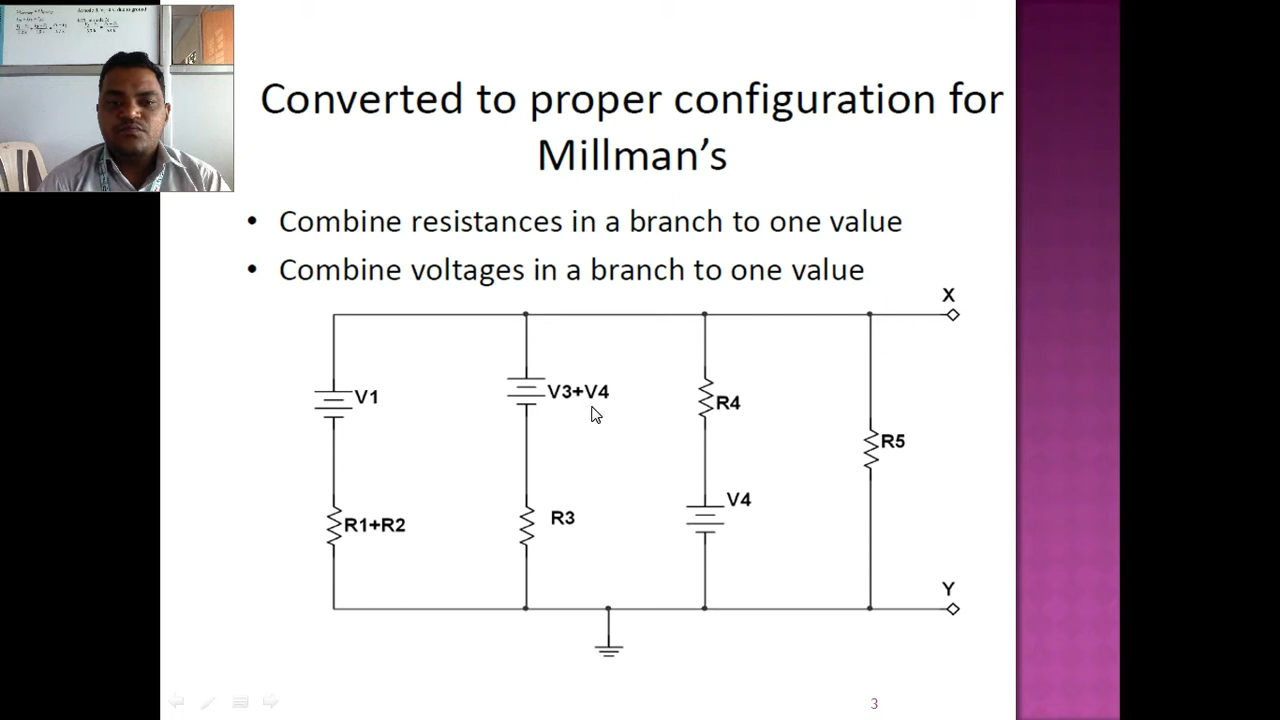 Converted to proper configuration for
Millman's
• Combine resistances in a branch to one value
• Combine voltages in a branch to one value
X
V1
V3+V4
R4
R5
V4
R1+R2
R3
Y
3